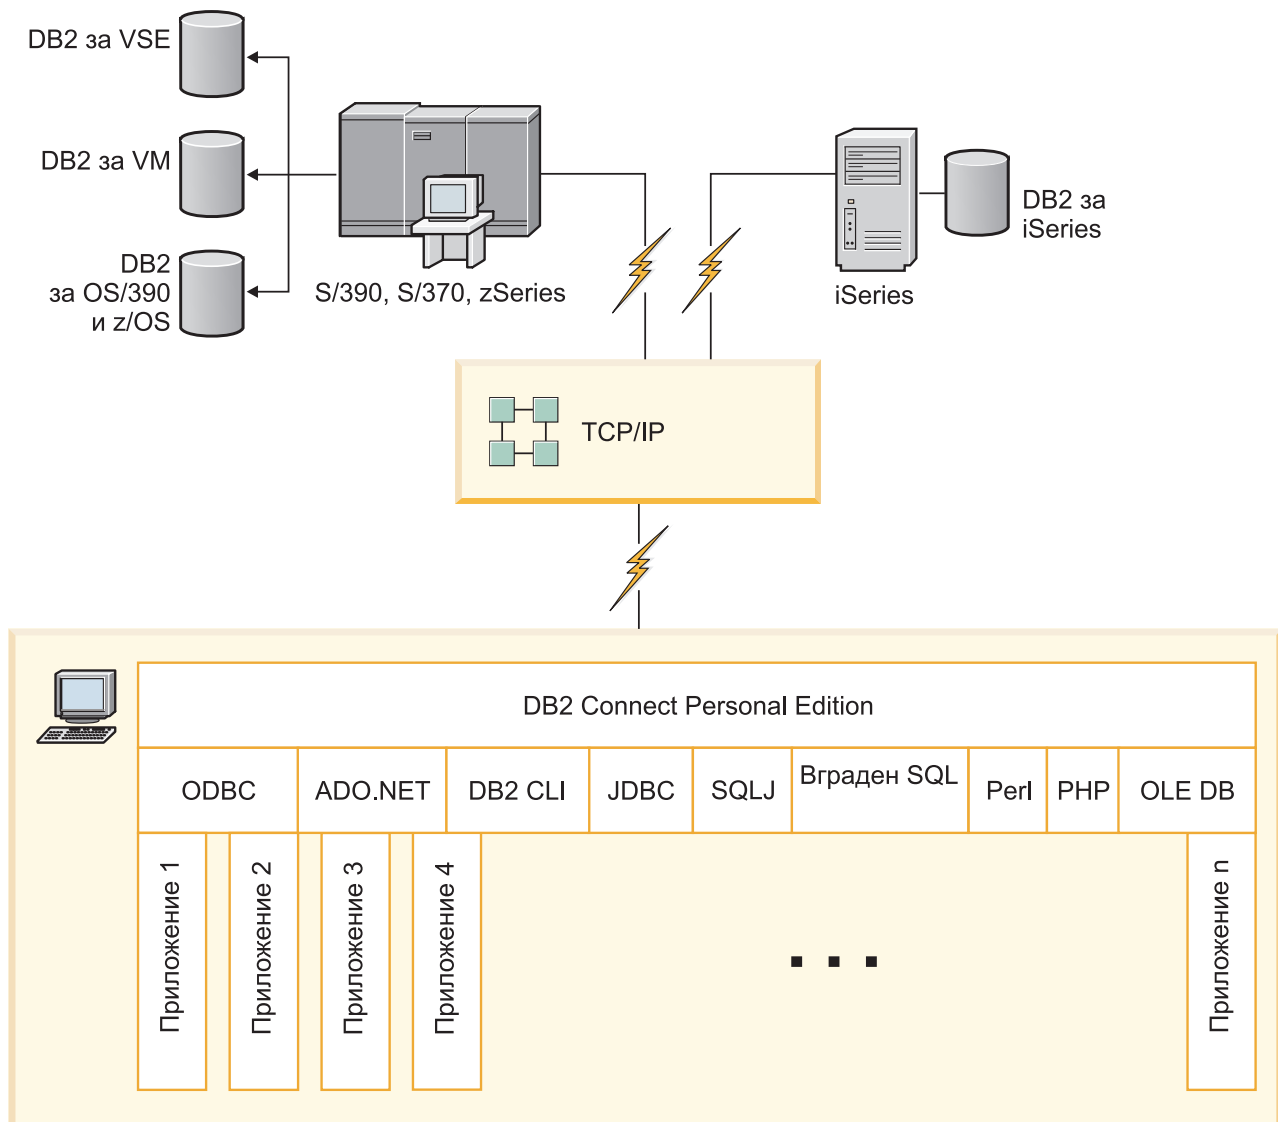 DB2 за VSE
DB2 за VM
DB2
за OS/390
и z/OS
S/390, S/370, zSeries
iSeries
DB2 за
iSeries
TCP/IP
DB2 Connect Personal Edition
ODBC
ADO.NET
DB2 CLI
JDBC
SQLJ
Вграден SQL
Perl
PHP
OLE DB
Приложение 1
Приложение 2
Приложение 3
Приложение 4
Приложение n